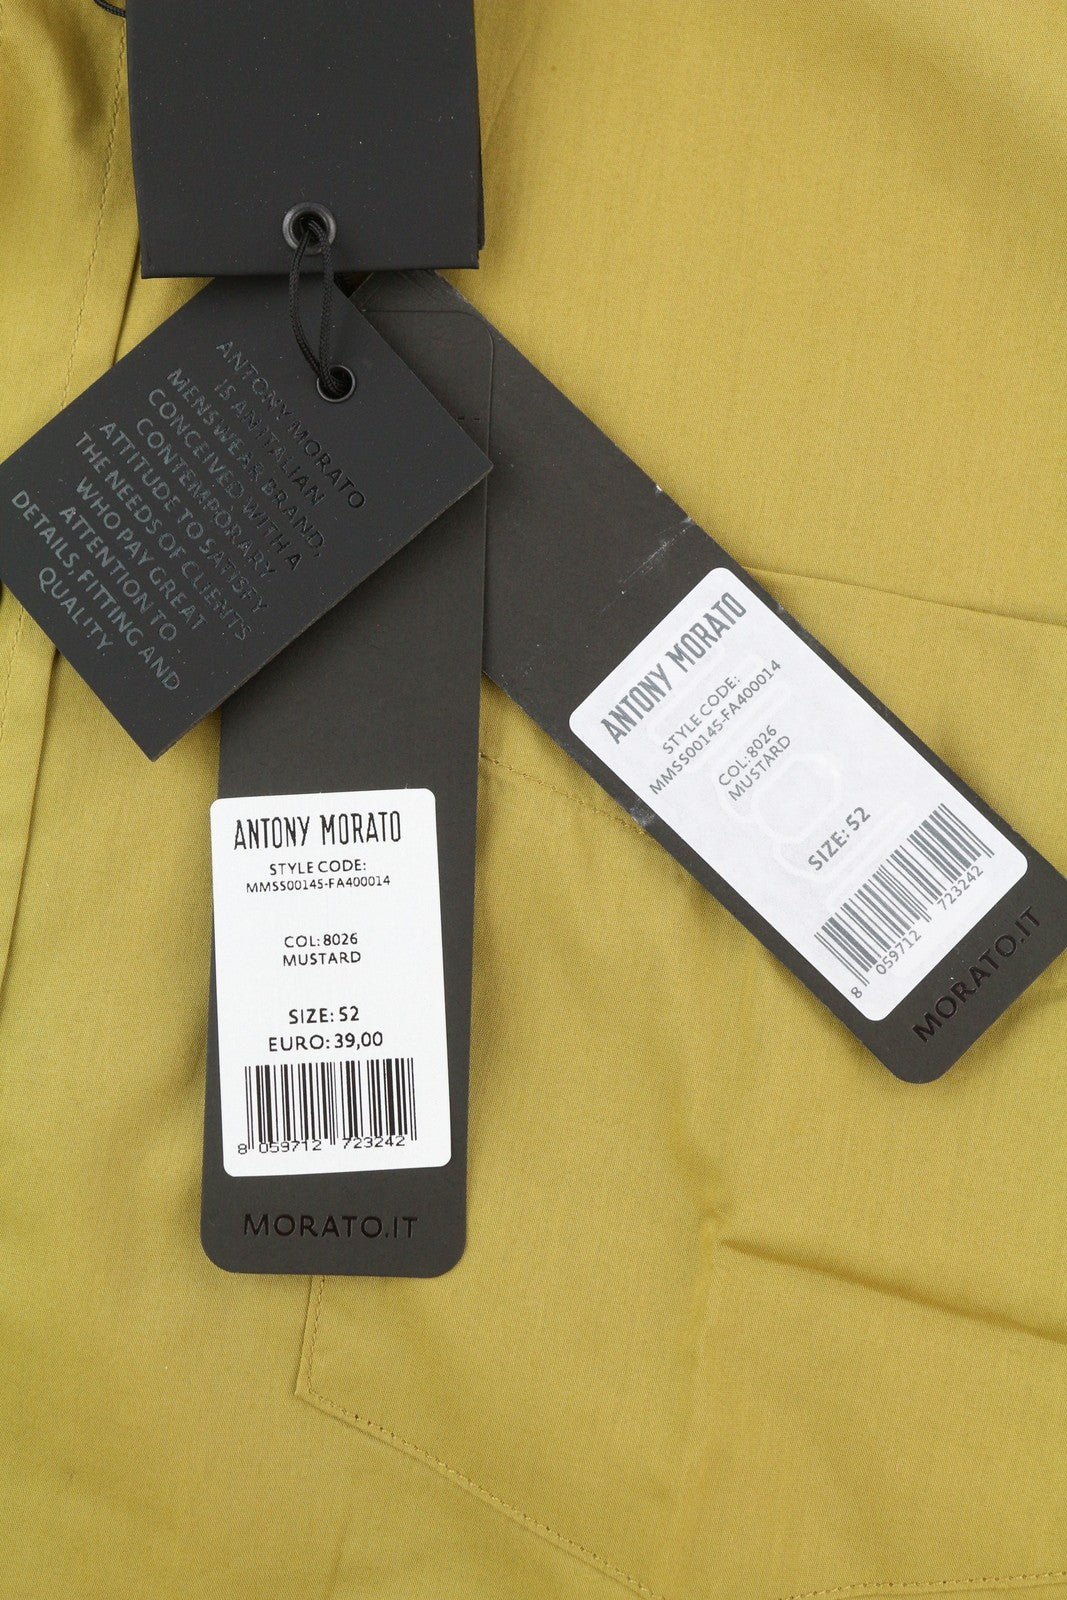 ANTONY MORATO
IS AN ITALIAN
MENSWEAR BRAND,
CONCEIVED WITH A
CONTEMPORARY
ATTITUDE TO SATISFY
THE NEEDS OF CLIENTS
WHO PAY GREAT
ATTENTION TO
DETAILS, FITTING AND
QUALITY.
ANTONY MORATO
STYLE CODE:
MMSS00145-FA400014
COL:8026
MUSTARD
SIZE: 52
EURO: 39,00
8 059712 723242
MORATO.IT
ANTONY MORATO
STYLE CODE:
MMSS00145-FA400014
COL:8026
MUSTARD
SIZE: 52
8 059712 723242
MORATO.IT